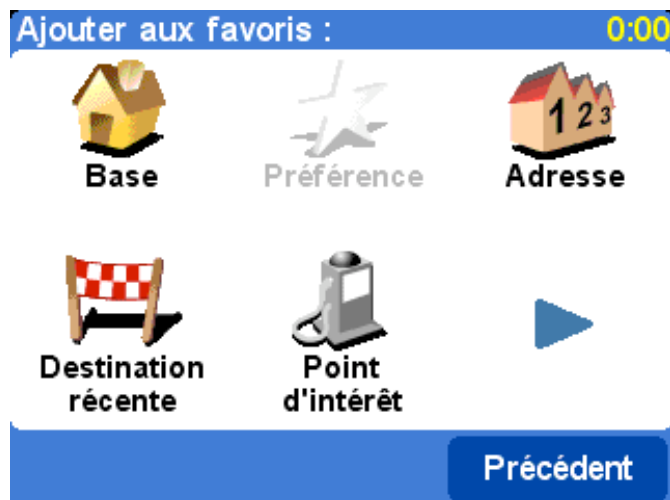 Ajouter aux favoris : 0:00
Base
Préférence
1 2 3
Adresse
Destination
récente
Point
d'intérêt
Précédent